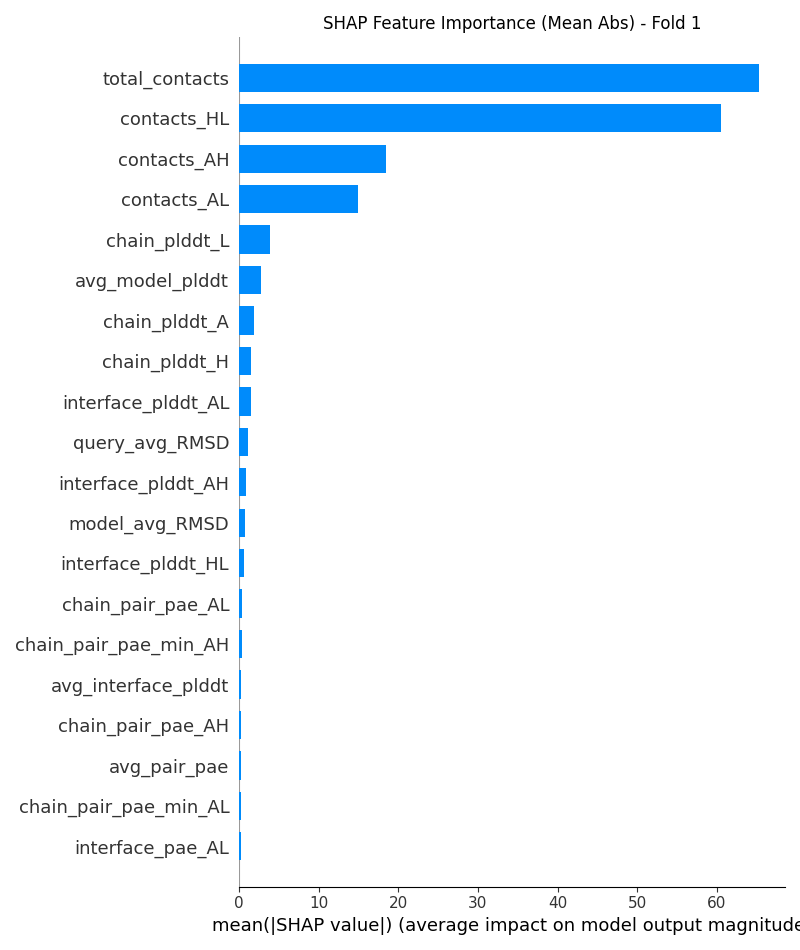 SHAP Feature Importance (Mean Abs) - Fold 1
total_contacts
contacts_HL
contacts_AH
contacts_AL
chain_plddt_L
avg_model_plddt
chain_plddt_A
chain_plddt_H
interface_plddt_AL
query_avg_RMSD
interface_plddt_AH
model_avg_RMSD
interface_plddt_HL
chain_pair_pae_AL
chain_pair_pae_min_AH
avg_interface_plddt
chain_pair_pae_AH
avg_pair_pae
chain_pair_pae_min_AL
interface_pae_AL
0 10 20 30 40 50 60
mean(|SHAP value|) (average impact on model output magnitude